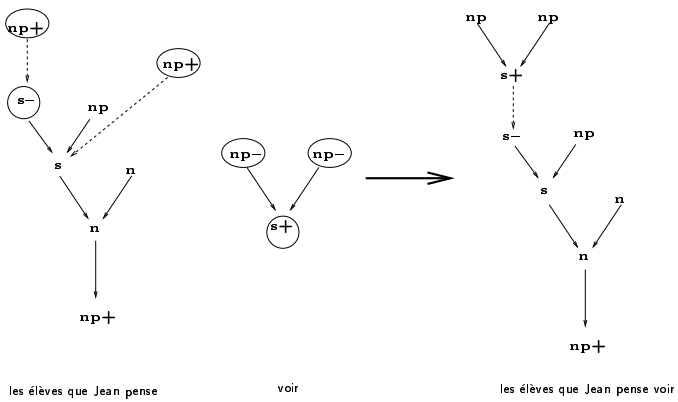 np+
s-
np+
np
s
n
n
np+
les élèves que Jean pense
np-
np-
s+
voir
np
np
s+
s-
np
s
n
n
np+
les élèves que Jean pense voir